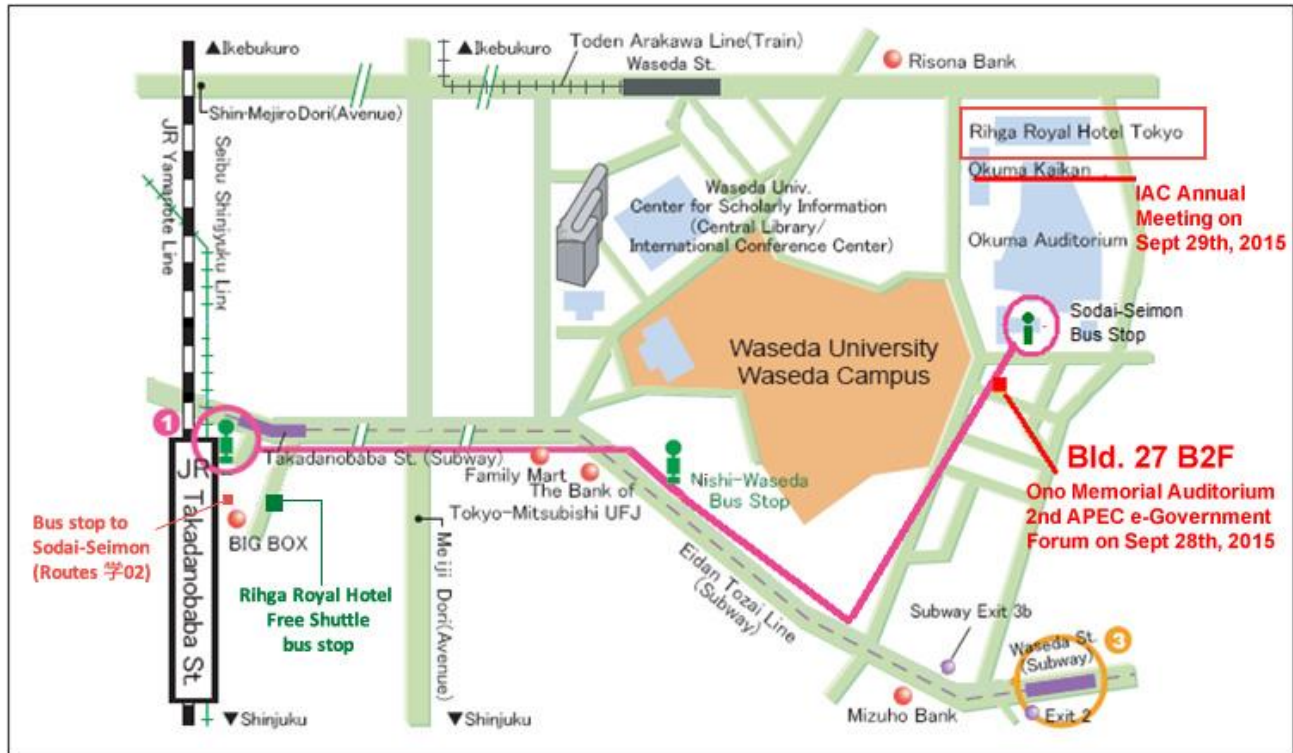 ▲Ikebukuro
▲Ikebukuro
Toden Arakawa Line(Train)
Waseda St.
Risona Bank
Shin-Mejiro Dori(Avenue)
JR Yamanote Line
Seibu Shinjyuku Line
Rihga Royal Hotel Tokyo
Okuma Kaikan
IAC Annual
Meeting on
Sept 29th, 2015
Okuma Auditorium
Waseda Univ.
Center for Scholarly Information
(Central Library/
International Conference Center)
Sodai-Seimon
Bus Stop
Waseda University
Waseda Campus
1
JR Takadanobaba St.
Takadanobaba St. (Subway)
Family Mart
The Bank of
Tokyo-Mitsubishi UFJ
Nishi-Waseda
Bus Stop
Bld. 27 B2F
Ono Memorial Auditorium
2nd APEC e-Government
Forum on Sept 28th, 2015
Bus stop to
Sodai-Seimon
(Routes 学02)
BIG BOX
Rihga Royal Hotel
Free Shuttle
bus stop
Meiji Dori(Avenue)
Eidan Tozai Line
(Subway)
Subway Exit 3b
Waseda St.
(Subway)
3
Mizuho Bank
Exit 2
▼Shinjuku
▼Shinjuku